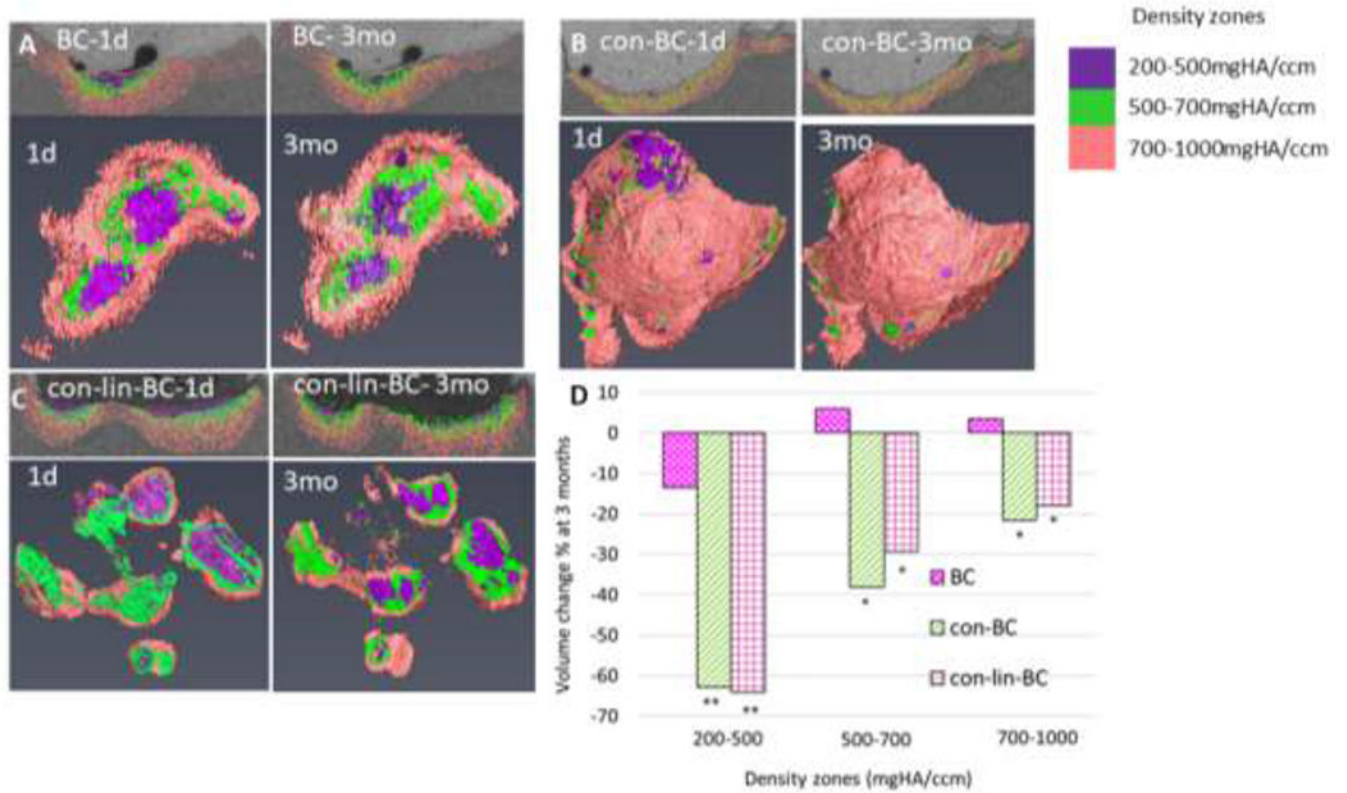 A
BC-1d
BC- 3mo
1d
3mo
B
con-BC-1d
con-BC-3mo
1d
3mo
Density zones
200-500mgHA/ccm
500-700mgHA/ccm
700-1000mgHA/ccm
C
con-lin-BC-1d
con-lin-BC- 3mo
1d
3mo
D
Volume change % at 3 months
10
0
-10
-20
-30
-40
-50
-60
-70
**
**
*
*
*
*
BC
con-BC
con-lin-BC
200-500
500-700
700-1000
Density zones (mgHA/ccm)